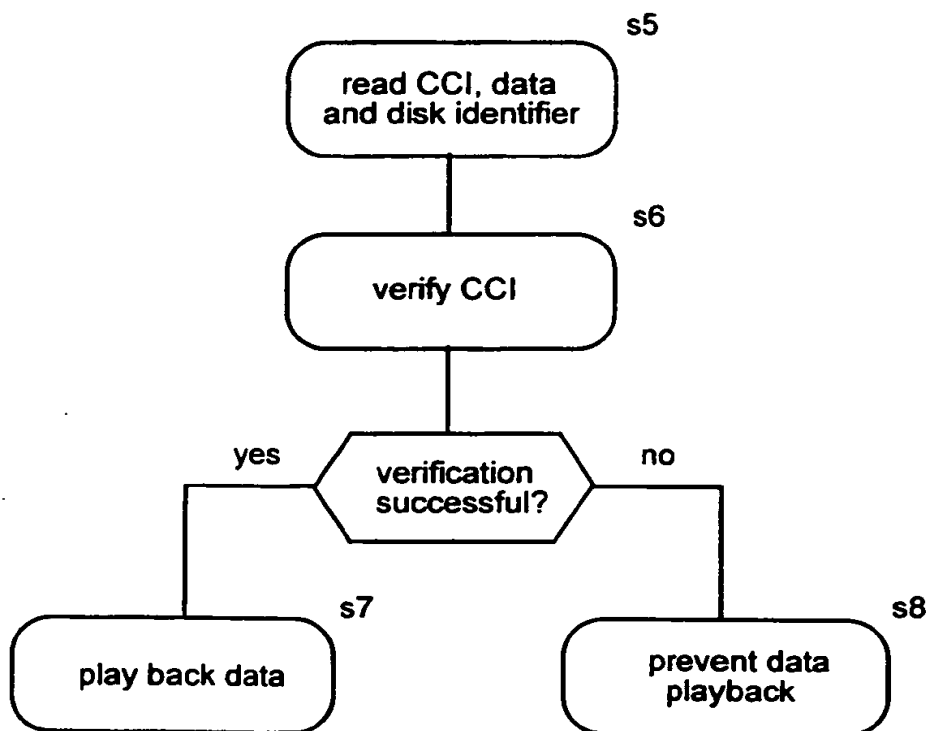 s5
read CCI, data
and disk identifier
s6
verify CCI
yes
verification
successful?
no
s7
play back data
s8
prevent data
playback